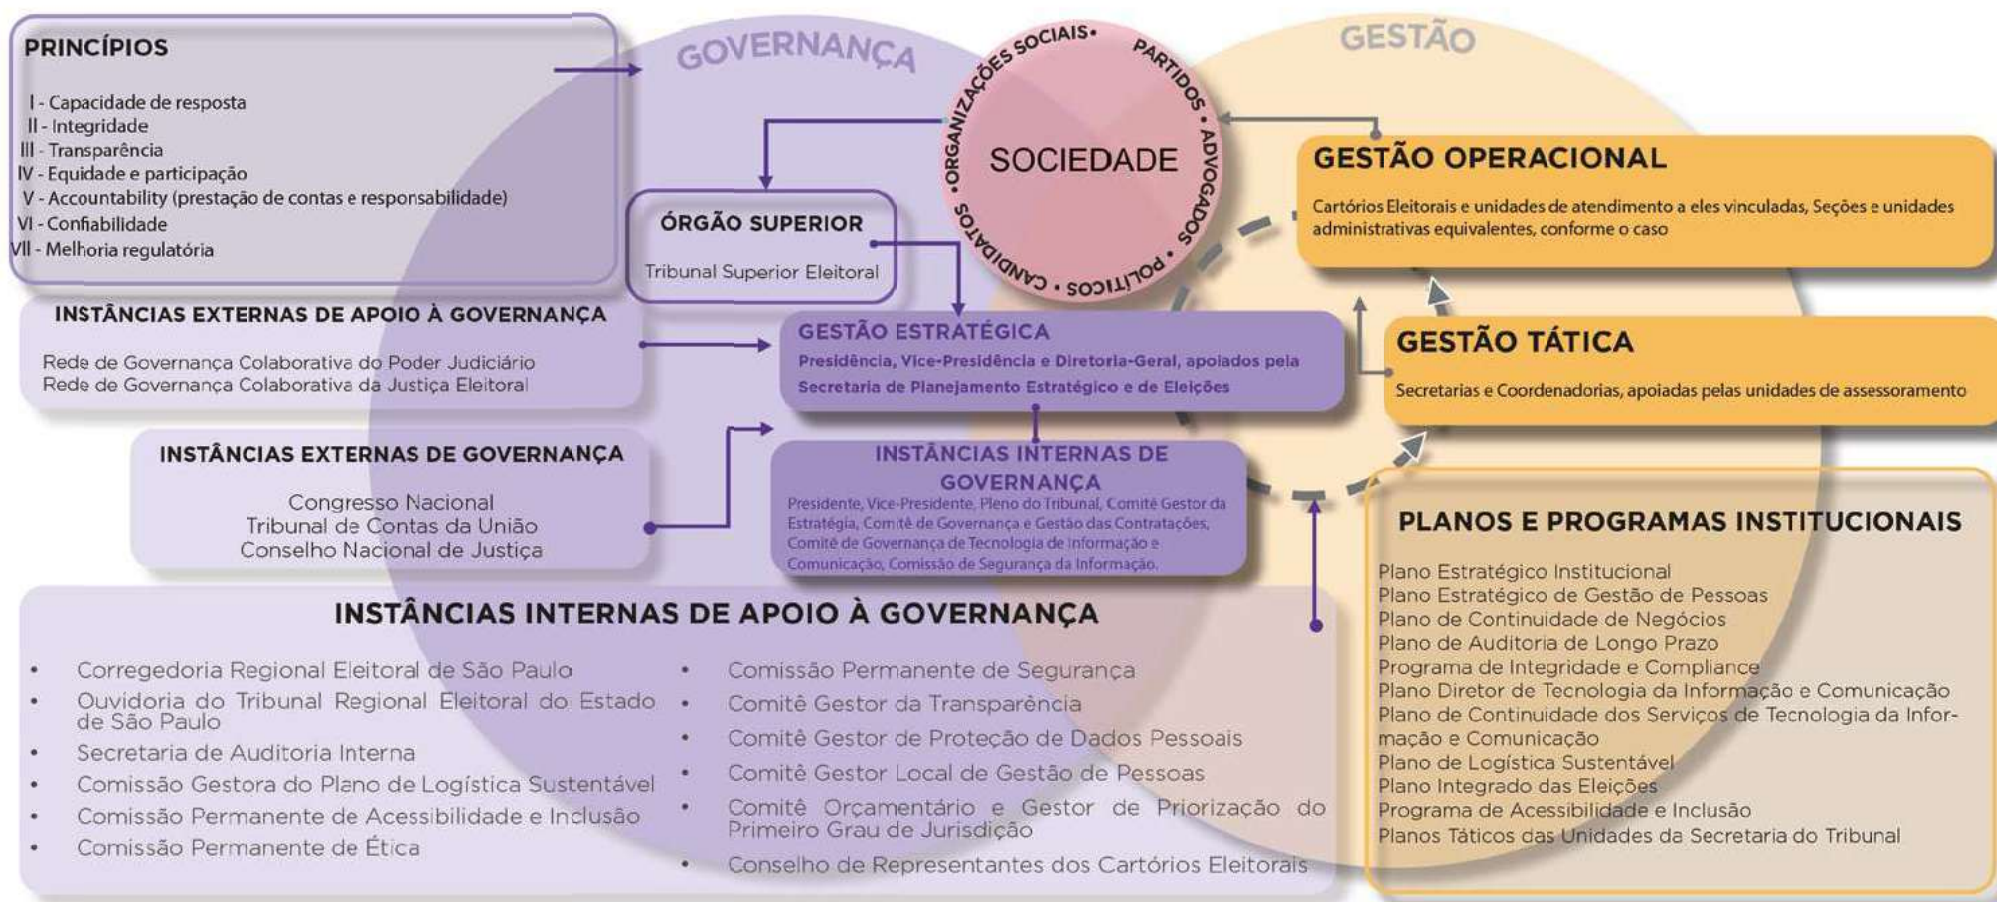 PRINCÍPIOS
I - Capacidade de resposta
II - Integridade
III - Transparência
IV - Equidade e participação
V - Accountability (prestação de contas e responsabilidade)
VI - Confiabilidade
VII - Melhoria regulatória
GOVERNANÇA
GESTÃO
ORGANIZAÇÕES SOCIAIS • PARTIDOS • ADVOGADOS • POLÍTICOS • CANDIDATOS •
SOCIEDADE
ÓRGÃO SUPERIOR
Tribunal Superior Eleitoral
GESTÃO OPERACIONAL
Cartórios Eleitorais e unidades de atendimento a eles vinculadas, Seções e unidades
administrativas equivalentes, conforme o caso
INSTÂNCIAS EXTERNAS DE APOIO À GOVERNANÇA
Rede de Governança Colaborativa do Poder Judiciário
Rede de Governança Colaborativa da Justiça Eleitoral
GESTÃO ESTRATÉGICA
Presidência, Vice-Presidência e Diretoria-Geral, apoiados pela
Secretaria de Planejamento Estratégico e de Eleições
GESTÃO TÁTICA
Secretarias e Coordenadorias, apoiadas pelas unidades de assessoramento
INSTÂNCIAS EXTERNAS DE GOVERNANÇA
Congresso Nacional
Tribunal de Contas da União
Conselho Nacional de Justiça
INSTÂNCIAS INTERNAS DE
GOVERNANÇA
Presidente, Vice-Presidente, Pleno do Tribunal, Comitê Gestor da
Estratégia, Comitê de Governança e Gestão das Contratações,
Comitê de Governança de Tecnologia de Informação e
Comunicação, Comissão de Segurança da Informação.
INSTÂNCIAS INTERNAS DE APOIO À GOVERNANÇA
• Corregedoria Regional Eleitoral de São Paulo
• Ouvidoria do Tribunal Regional Eleitoral do Estado
de São Paulo
• Secretaria de Auditoria Interna
• Comissão Gestora do Plano de Logística Sustentável
• Comissão Permanente de Acessibilidade e Inclusão
• Comissão Permanente de Ética
• Comissão Permanente de Segurança
• Comitê Gestor da Transparência
• Comitê Gestor de Proteção de Dados Pessoais
• Comitê Gestor Local de Gestão de Pessoas
• Comitê Orçamentário e Gestor de Priorização do
Primeiro Grau de Jurisdição
• Conselho de Representantes dos Cartórios Eleitorais
PLANOS E PROGRAMAS INSTITUCIONAIS
Plano Estratégico Institucional
Plano Estratégico de Gestão de Pessoas
Plano de Continuidade de Negócios
Plano de Auditoria de Longo Prazo
Programa de Integridade e Compliance
Plano Diretor de Tecnologia da Informação e Comunicação
Plano de Continuidade dos Serviços de Tecnologia da Infor-
mação e Comunicação
Plano de Logística Sustentável
Plano Integrado das Eleições
Programa de Acessibilidade e Inclusão
Planos Táticos das Unidades da Secretaria do Tribunal